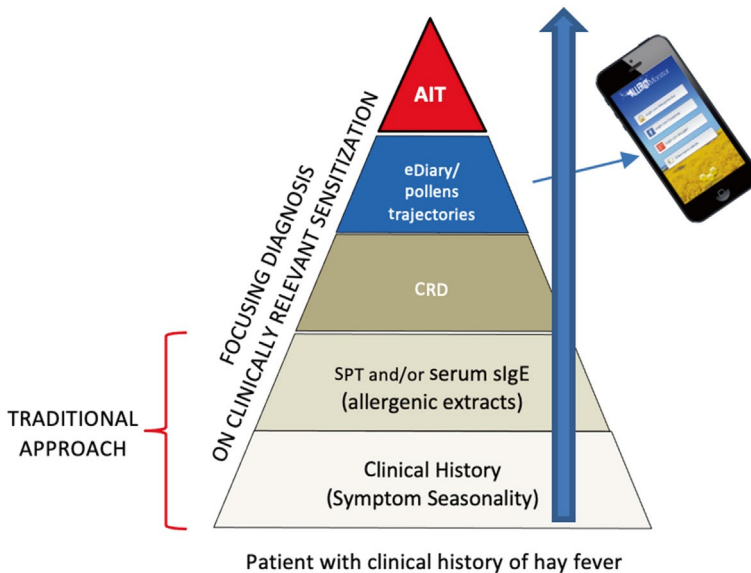 AIT
eDiary/
pollens
trajectories
CRD
SPT and/or serum sIgE
(allergenic extracts)
Clinical History
(Symptom Seasonality)
FOCUSING DIAGNOSIS
ON CLINICALLY RELEVANT SENSITIZATION
TRADITIONAL
APPROACH
Patient with clinical history of hay fever